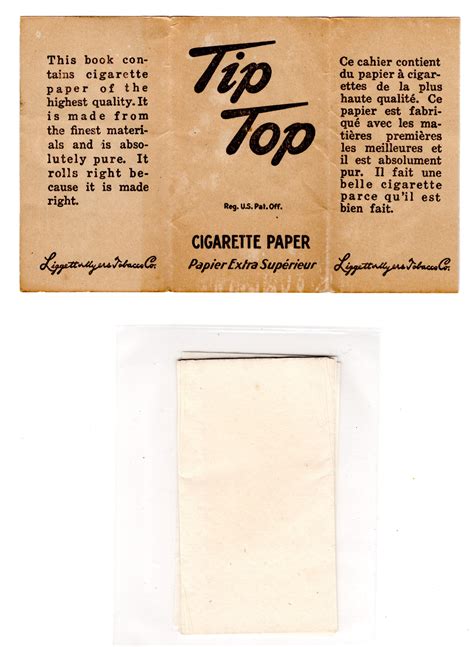 This book con-
tains cigarette
paper of the
highest quality. It
is made from
the finest materi-
als and is abso-
lutely pure. It
rolls right be-
cause it is made
right.
Liggett & Myers Tobacco Co.
Tip
Top
Reg. U.S. Pat. Off.
CIGARETTE PAPER
Papier Extra Supérieur
Ce cahier contient
du papier à cigar-
ettes de la plus
haute qualité. Ce
papier est fabri-
qué avec les ma-
tières premières
les meilleures et
il est absolument
pur. Il fait une
belle cigarette
parce qu'il est
bien fait.
Liggett & Myers Tobacco Co.